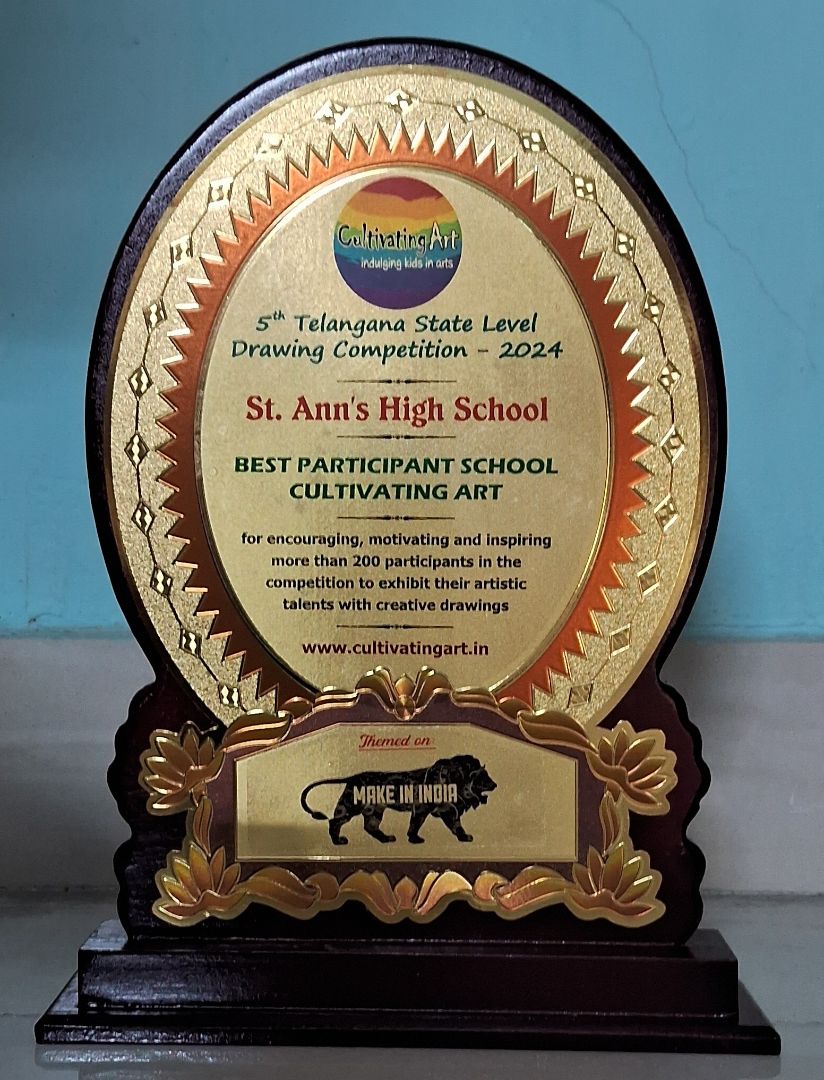 Cultivating Art
indulging kids in arts
5th Telangana State Level
Drawing Competition - 2024
St. Ann's High School
BEST PARTICIPANT SCHOOL
CULTIVATING ART
for encouraging, motivating and inspiring
more than 200 participants in the
competition to exhibit their artistic
talents with creative drawings
www.cultivatingart.in
Themed on
MAKE IN INDIA